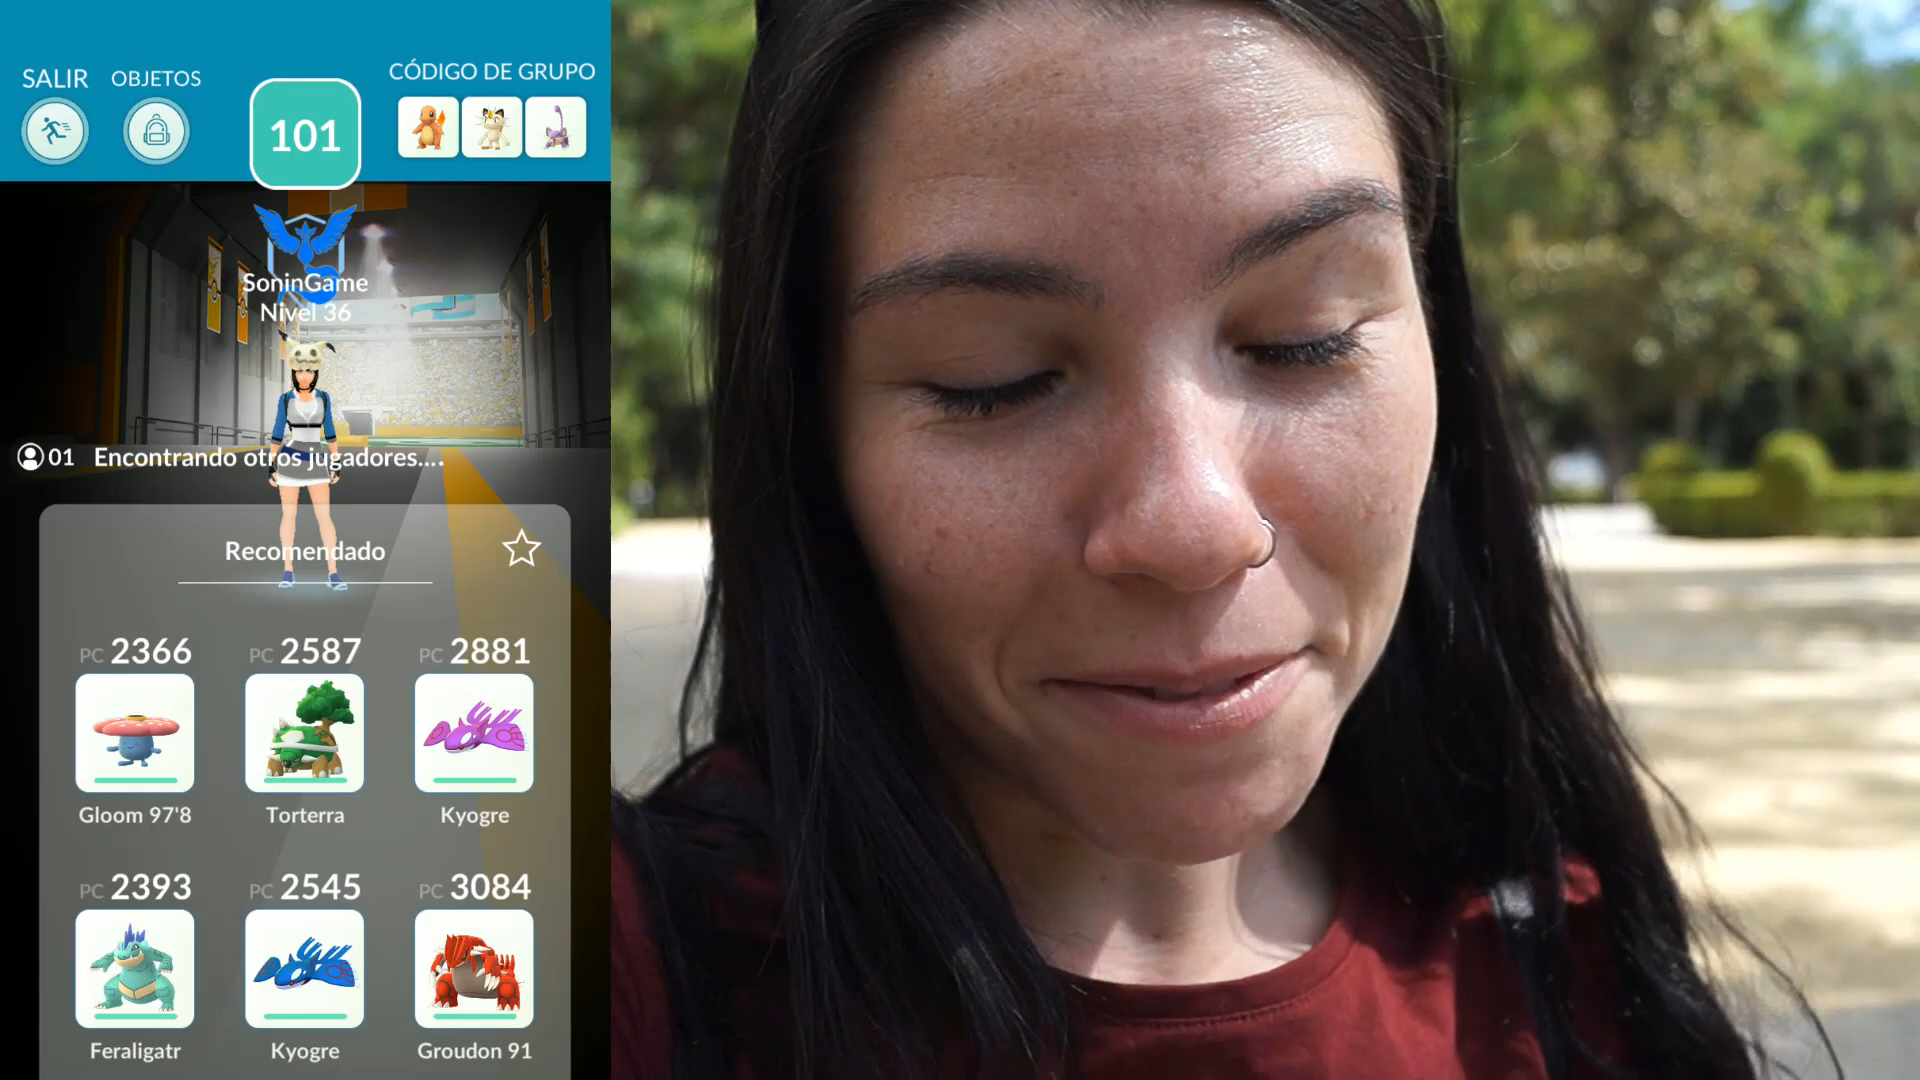 SALIR
OBJETOS
101
CÓDIGO DE GRUPO
SoninGame
Nivel 36
01 Encontrando otros jugadores....
Recomendado
PC 2366
PC 2587
PC 2881
Gloom 97'8
Torterra
Kyogre
PC 2393
PC 2545
PC 3084
Feraligatr
Kyogre
Groudon 91